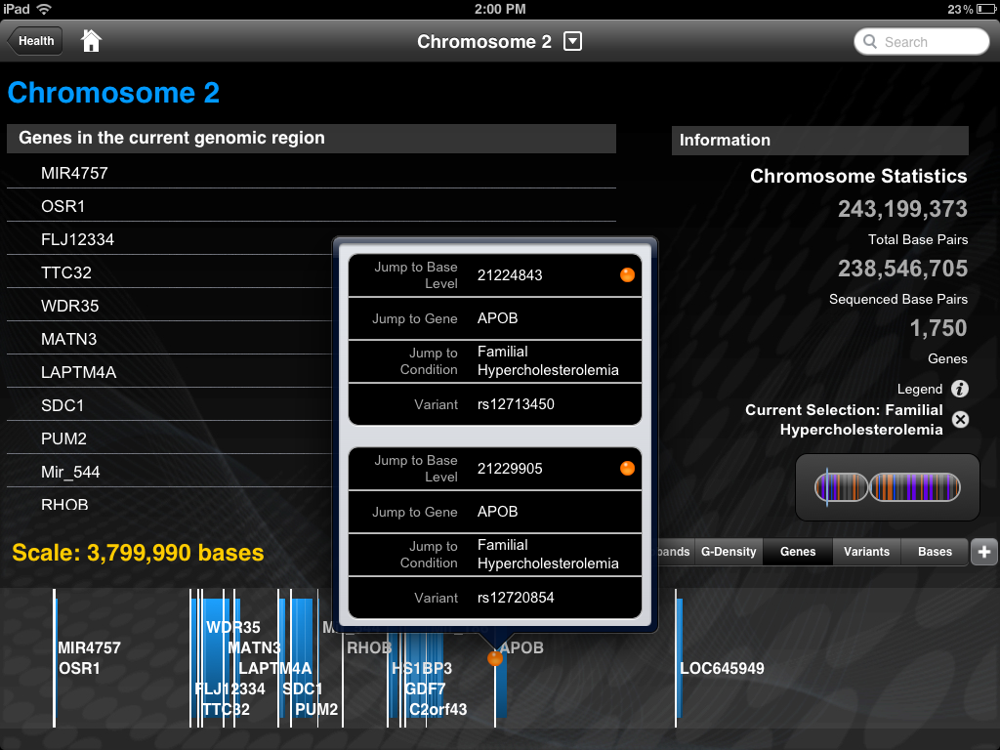 iPad
2:00 PM
23%
Health
Chromosome 2
Search
Chromosome 2
Genes in the current genomic region
MIR4757
OSR1
FLJ12334
TTC32
WDR35
MATN3
LAPTM4A
SDC1
PUM2
Mir_544
RHOB
Information
Chromosome Statistics
243,199,373
Total Base Pairs
238,546,705
Sequenced Base Pairs
1,750
Genes
Legend
Current Selection: Familial
Hypercholesterolemia
Jump to Base
Level
21224843
Jump to Gene
APOB
Jump to
Condition
Familial
Hypercholesterolemia
Variant
rs12713450
Jump to Base
Level
21229905
Jump to Gene
APOB
Jump to
Condition
Familial
Hypercholesterolemia
Variant
rs12720854
Scale: 3,799,990 bases
G-Density
Genes
Variants
Bases
WDR35
MIR4757
MATN3
RHOB
APOB
OSR1
LAPTM4A
HS1BP3
LOC645949
FLJ12334
SDC1
GDF7
TTC32
PUM2
C2orf43